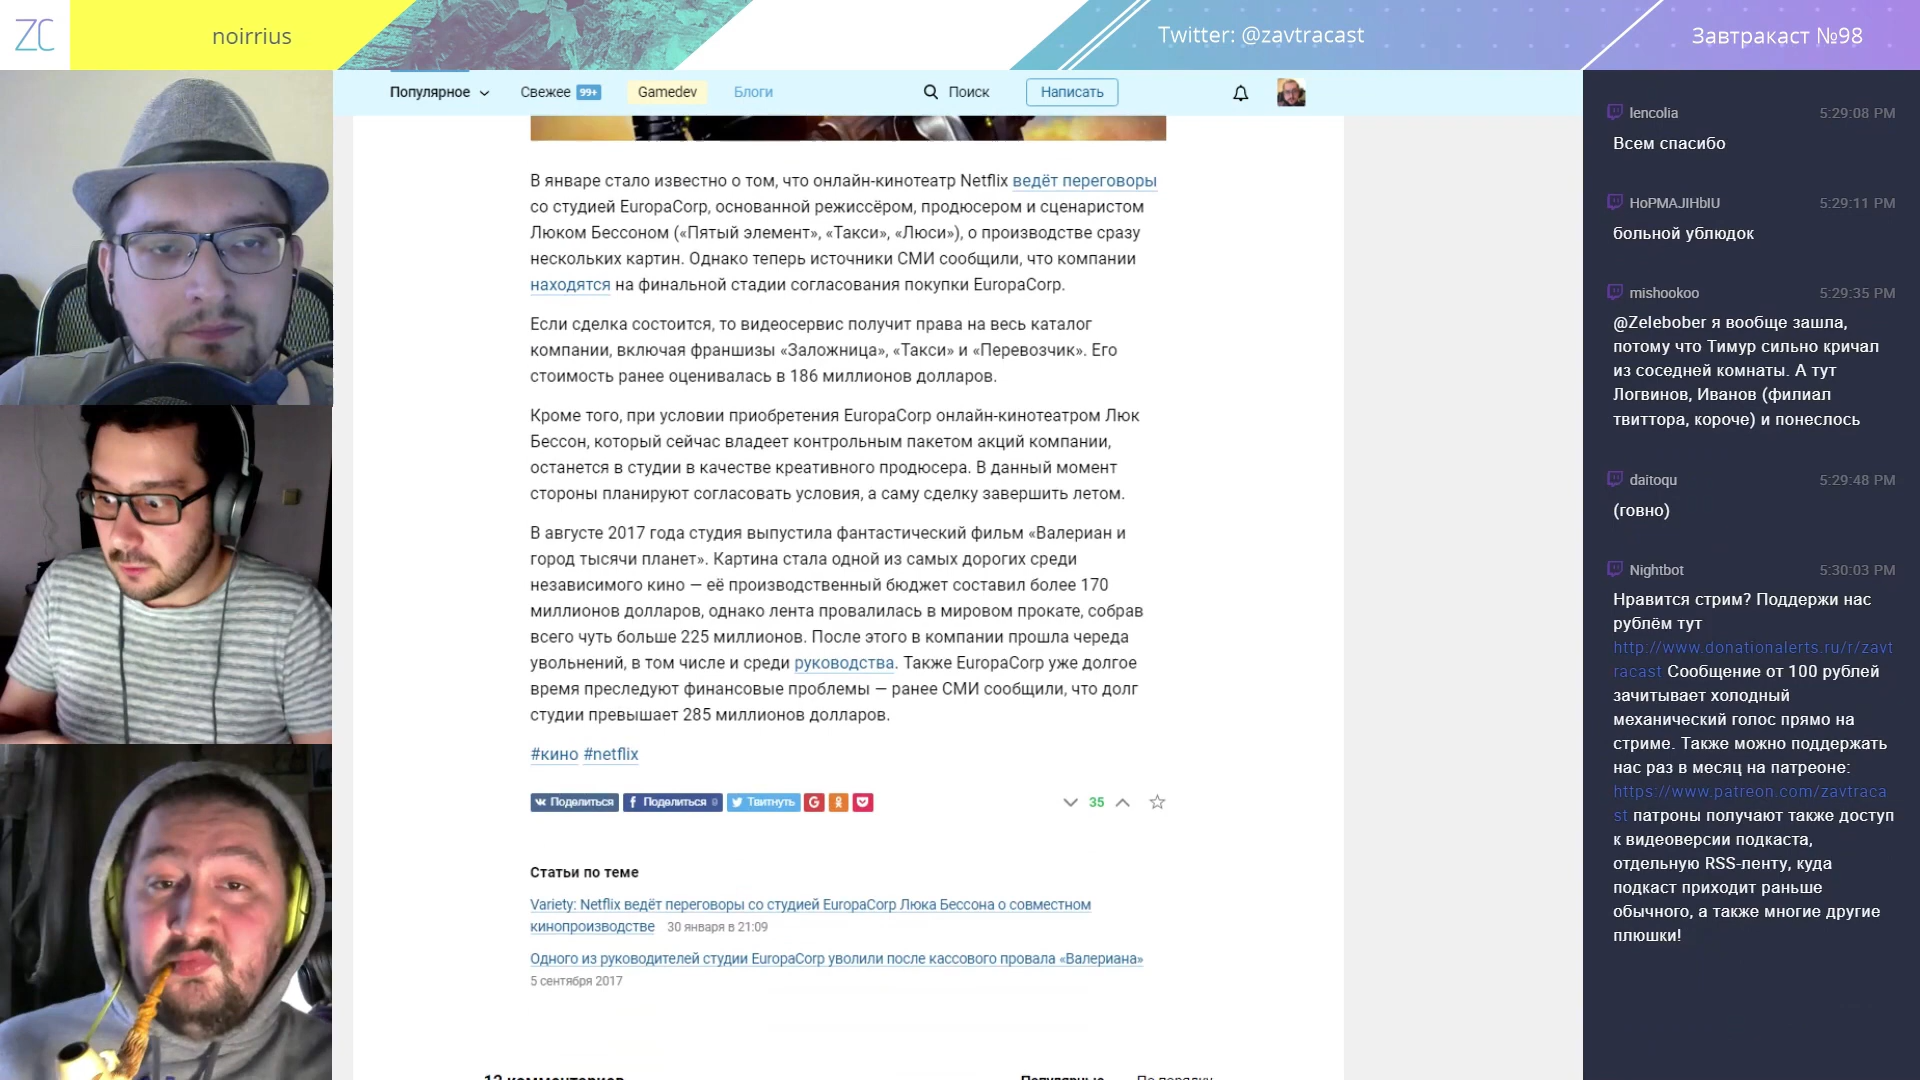 ZC
noirrius
Twitter: @zavtracast
Завтракаст №98
Популярное
Свежее 99+
Gamedev
Блоги
Поиск
Написать
В январе стало известно о том, что онлайн-кинотеатр Netflix ведёт переговоры
со студией EuropaCorp, основанной режиссёром, продюсером и сценаристом
Люком Бессоном («Пятый элемент», «Такси», «Люси»), о производстве сразу
нескольких картин. Однако теперь источники СМИ сообщили, что компании
находятся на финальной стадии согласования покупки EuropaCorp.
Если сделка состоится, то видеосервис получит права на весь каталог
компании, включая франшизы «Заложница», «Такси» и «Перевозчик». Его
стоимость ранее оценивалась в 186 миллионов долларов.
Кроме того, при условии приобретения EuropaCorp онлайн-кинотеатром Люк
Бессон, который сейчас владеет контрольным пакетом акций компании,
останется в студии в качестве креативного продюсера. В данный момент
стороны планируют согласовать условия, а саму сделку завершить летом.
В августе 2017 года студия выпустила фантастический фильм «Валериан и
город тысячи планет». Картина стала одной из самых дорогих среди
независимого кино — её производственный бюджет составил более 170
миллионов долларов, однако лента провалилась в мировом прокате, собрав
всего чуть больше 225 миллионов. После этого в компании прошла череда
увольнений, в том числе и среди руководства. Также EuropaCorp уже долгое
время преследуют финансовые проблемы — ранее СМИ сообщили, что долг
студии превышает 285 миллионов долларов.
#кино #netflix
Поделиться
Поделиться 0
Твитнуть
35
Статьи по теме
Variety: Netflix ведёт переговоры со студией EuropaCorp Люка Бессона о совместном
кинопроизводстве 30 января в 21:09
Одного из руководителей студии EuropaCorp уволили после кассового провала «Валериана»
5 сентября 2017
12 комментариев
Популярные
По порядку
lencolia 5:29:08 PM
Всем спасибо
HoPMAJIHbIU 5:29:11 PM
больной ублюдок
mishookoo 5:29:35 PM
@Zelebober я вообще зашла,
потому что Тимур сильно кричал
из соседней комнаты. А тут
Логвинов, Иванов (филиал
твиттора, короче) и понеслось
daitoqu 5:29:48 PM
(говно)
Nightbot 5:30:03 PM
Нравится стрим? Поддержи нас
рублём тут
http://www.donationalerts.ru/r/zavt
racast Сообщение от 100 рублей
зачитывает холодный
механический голос прямо на
стриме. Также можно поддержать
нас раз в месяц на патреоне:
https://www.patreon.com/zavtraca
st патроны получают также доступ
к видеоверсии подкаста,
отдельную RSS-ленту, куда
подкаст приходит раньше
обычного, а также многие другие
плюшки!